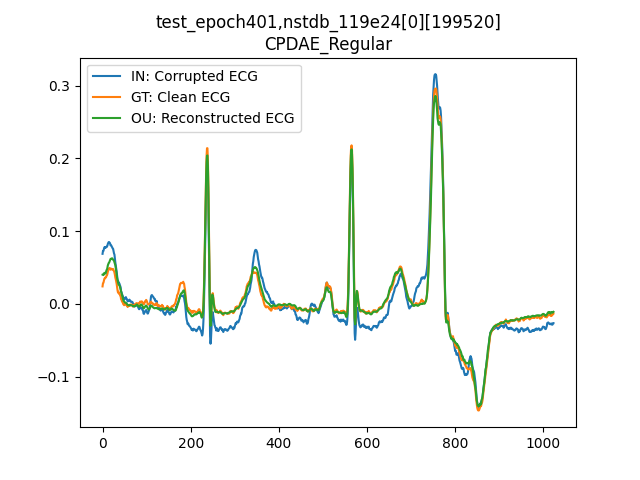 test_epoch401,nstdb_119e24[0][199520]
CPDAE_Regular
IN: Corrupted ECG
GT: Clean ECG
OU: Reconstructed ECG
0.3
0.2
0.1
0.0
−0.1
0 200 400 600 800 1000